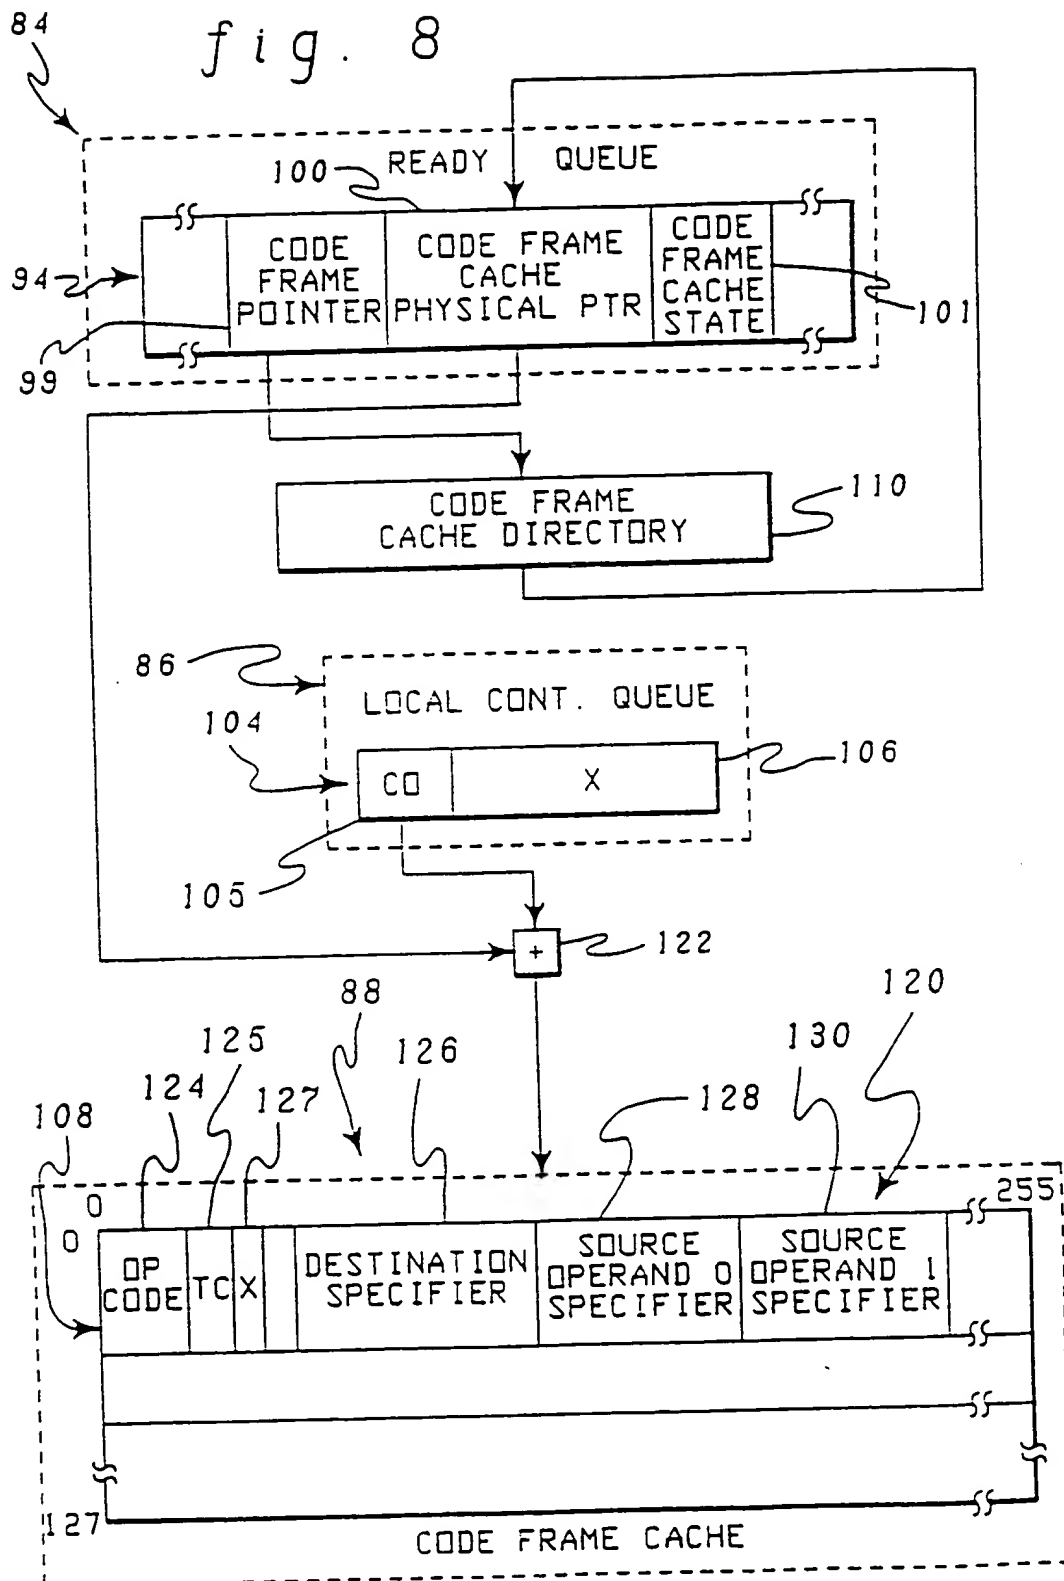 84
fig. 8
READY QUEUE
100
CODE FRAME POINTER
CODE FRAME CACHE PHYSICAL PTR
CODE FRAME CACHE STATE
94
101
99
CODE FRAME CACHE DIRECTORY
110
86
LOCAL CONT. QUEUE
104
CO
X
106
105
+
122
88
120
125
126
130
124
127
128
108
0
255
0
OP CODE
TC
X
DESTINATION SPECIFIER
SOURCE OPERAND 0 SPECIFIER
SOURCE OPERAND 1 SPECIFIER
127
CODE FRAME CACHE